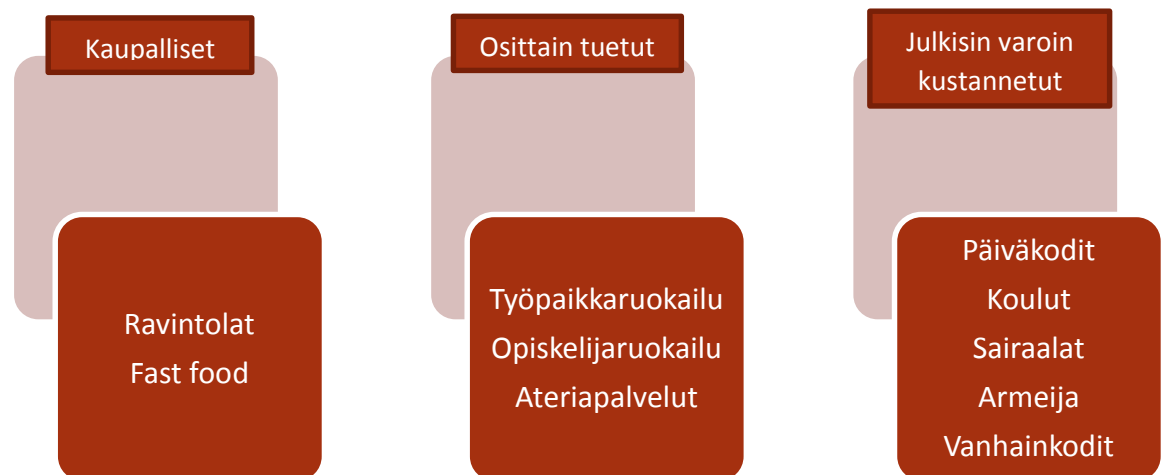 Kaupalliset
Ravintolat
Fast food
Osittain tuetut
Työpaikkaruokailu
Opiskelijaruokailu
Ateriapalvelut
Julkisin varoin
kustannetut
Päiväkodit
Koulut
Sairaalat
Armeija
Vanhainkodit